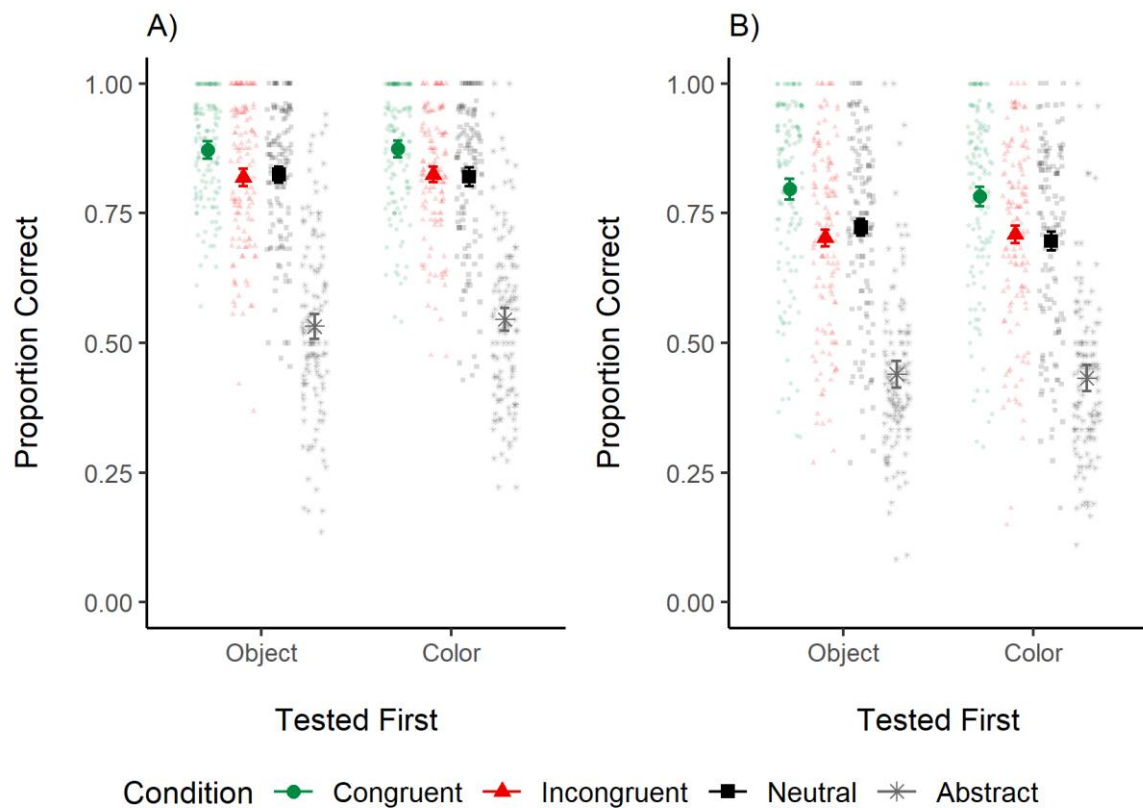 A)
Proportion Correct
1.00
0.75
0.50
0.25
0.00
Object Color
Tested First
B)
Proportion Correct
1.00
0.75
0.50
0.25
0.00
Object Color
Tested First
Condition Congruent Incongruent Neutral Abstract